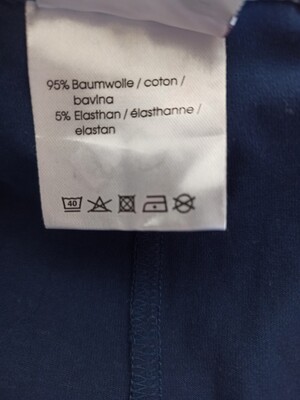 95% Baumwolle / coton /
bavlna
5% Elasthan / élasthanne /
elastan
40